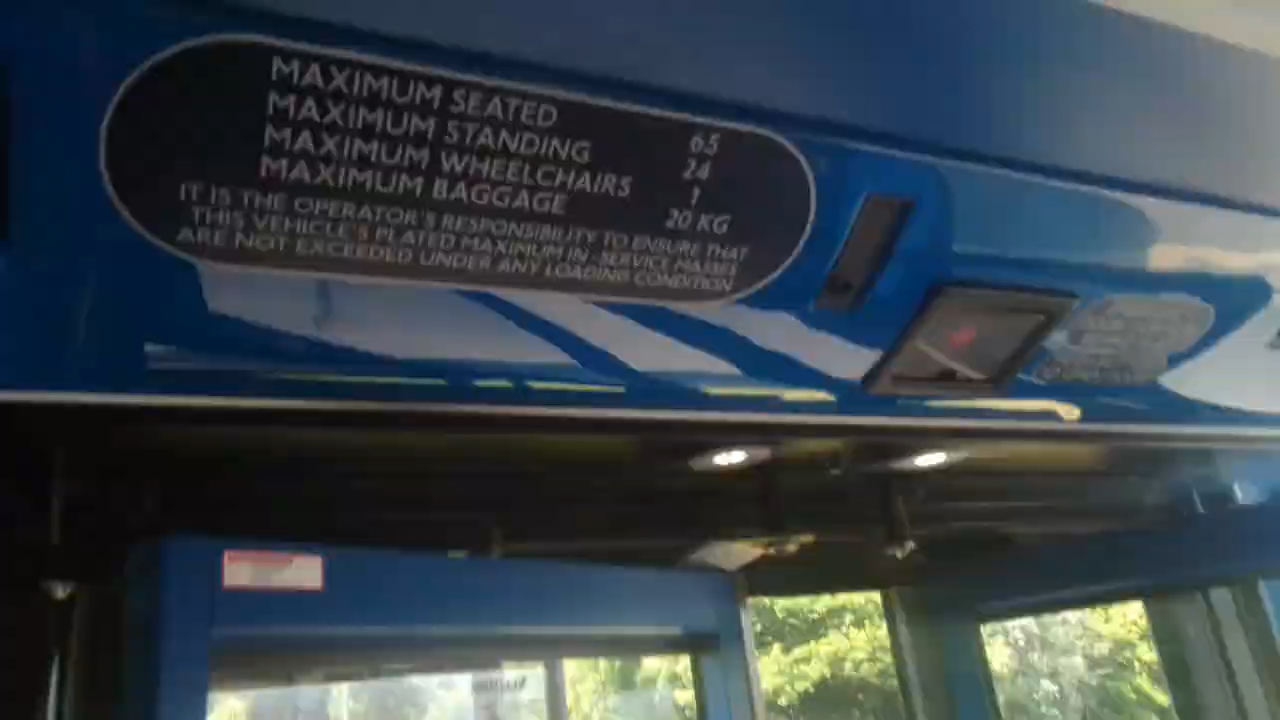 MAXIMUM SEATED 65
MAXIMUM STANDING 24
MAXIMUM WHEELCHAIRS 1
MAXIMUM BAGGAGE 20 KG
IT IS THE OPERATOR'S RESPONSIBILITY TO ENSURE THAT
THIS VEHICLE'S PLATED MAXIMUM IN-SERVICE MASSES
ARE NOT EXCEEDED UNDER ANY LOADING CONDITION